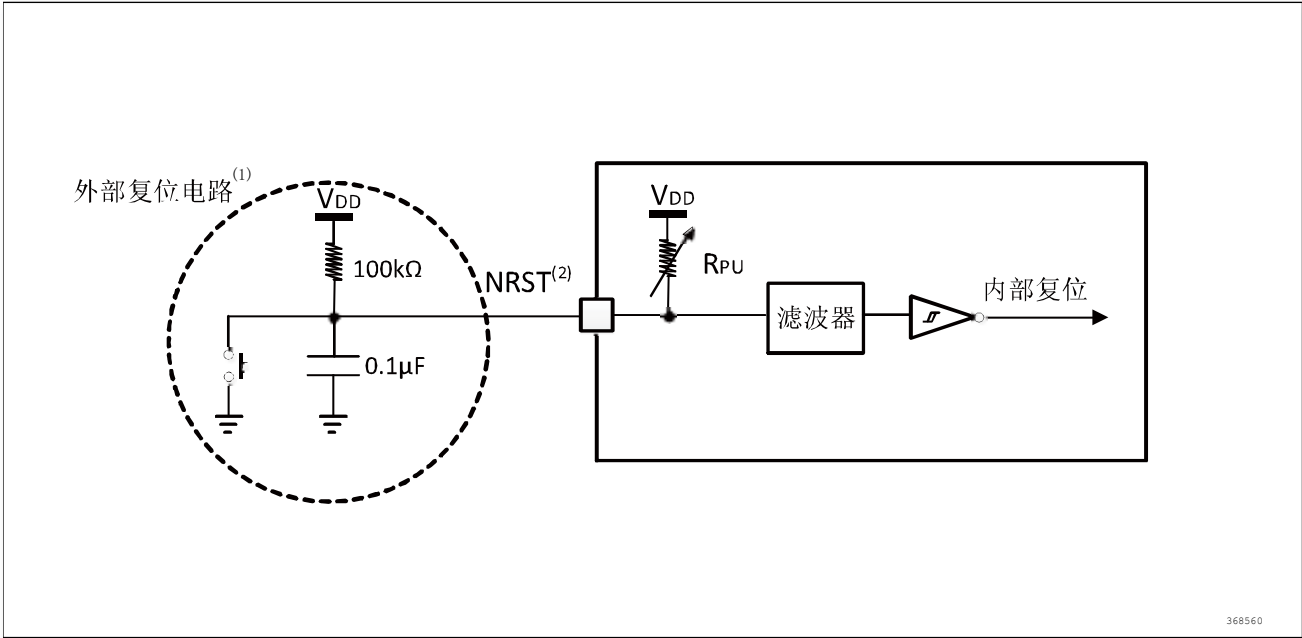 外部复位电路(1)
VDD
100kΩ
0.1μF
NRST(2)
VDD
RPU
滤波器
内部复位
368560